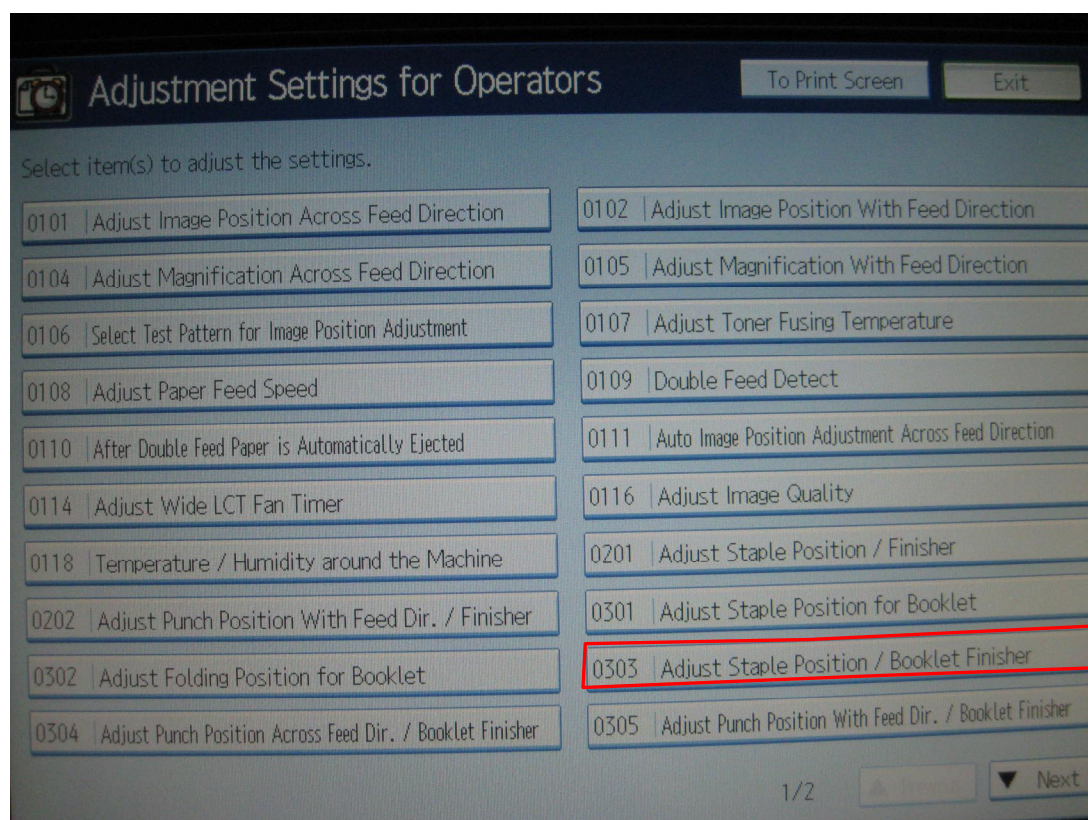 Adjustment Settings for Operators
To Print Screen
Exit
Select item(s) to adjust the settings.
0101 Adjust Image Position Across Feed Direction
0102 Adjust Image Position With Feed Direction
0104 Adjust Magnification Across Feed Direction
0105 Adjust Magnification With Feed Direction
0106 Select Test Pattern for Image Position Adjustment
0107 Adjust Toner Fusing Temperature
0108 Adjust Paper Feed Speed
0109 Double Feed Detect
0110 After Double Feed Paper is Automatically Ejected
0111 Auto Image Position Adjustment Across Feed Direction
0114 Adjust Wide LCT Fan Timer
0116 Adjust Image Quality
0118 Temperature / Humidity around the Machine
0201 Adjust Staple Position / Finisher
0202 Adjust Punch Position With Feed Dir. / Finisher
0301 Adjust Staple Position for Booklet
0302 Adjust Folding Position for Booklet
0303 Adjust Staple Position / Booklet Finisher
0304 Adjust Punch Position Across Feed Dir. / Booklet Finisher
0305 Adjust Punch Position With Feed Dir. / Booklet Finisher
1/2
▼ Next